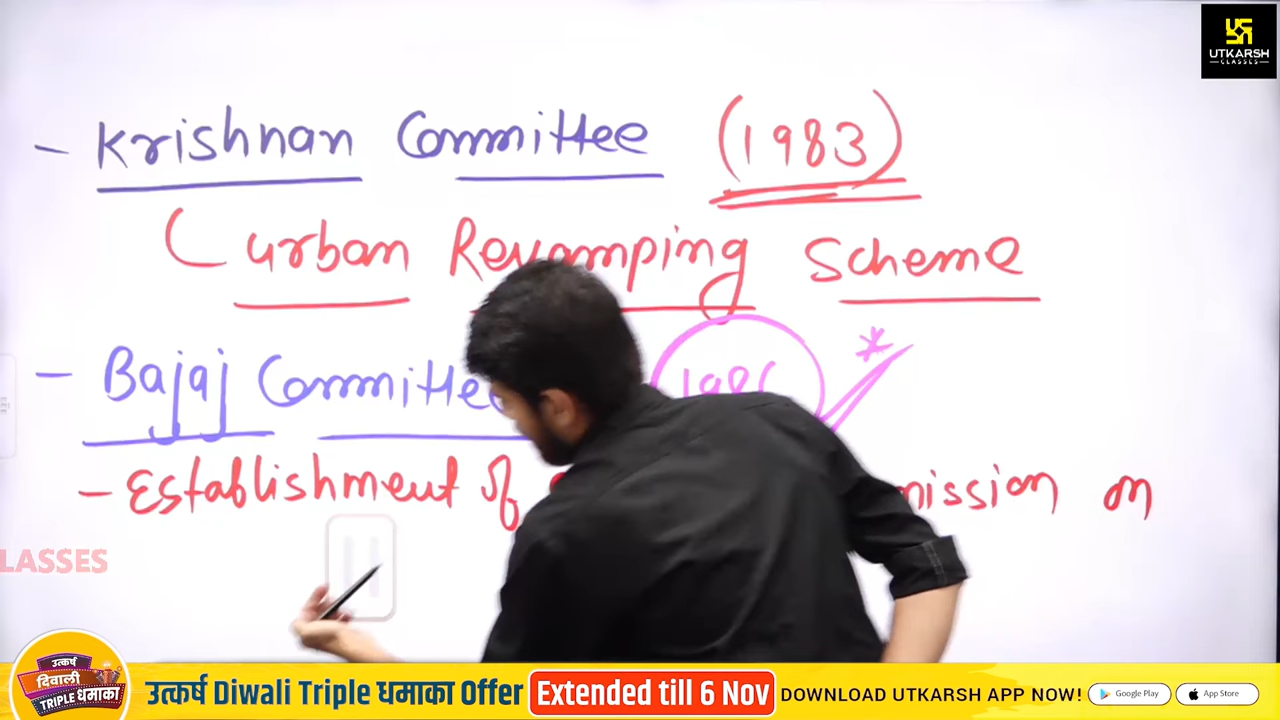 UTKARSH
CLASSES
- Krishnan Committee (1983)
( urban Revamping Scheme
- Bajaj Committee
- Establishment of mission on
LASSES
उत्कर्ष
दिवाली
TRIPLE धमाका
उत्कर्ष Diwali Triple धमाका Offer Extended till 6 Nov DOWNLOAD UTKARSH APP NOW! Google Play App Store